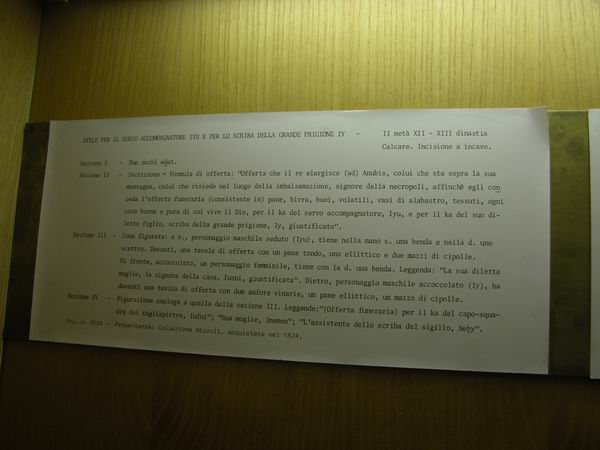 STELE PER IL SERVO ACCOMPAGNATORE IYU E PER LO SCRIBA DELLA GRANDE PRIGIONE IY - II metà XII - XIII dinastia
Calcare. Incisione a incavo.
Sezione I - Due occhi wḏat.
Sezione II - Iscrizione - Formula di offerta: "Offerta che il re elargisce (ad) Anubis, colui che sta sopra la sua
montagna, colui che risiede nel luogo della imbalsamazione, signore della necropoli, affinchè egli con
ceda l'offerta funeraria (consistente in) pane, birra, buoi, volatili, vasi di alabastro, tessuti, ogni
cosa buona e pura di cui vive il Dio, per il ka del servo accompagnatore, Iyu, e per il ka del suo di-
letto figlio, scriba della grande prigione, Iy, giustificato".
Sezione III - Zona figurata: a s., personaggio maschile seduto (Iyu), tiene nella mano s. una benda e nella d. uno
scettro. Davanti, una tavola di offerta con un pane tondo, uno ellittico e due mazzi di cipolle.
Di fronte, accoccolato, un personaggio femminile, tiene con la d. una benda. Leggenda: "La sua diletta
moglie, la signora della casa, Iusni, giustificata". Dietro, personaggio maschile accoccolato (Iy), ha
davanti una tavola di offerta con due anfore vinarie, un pane ellittico, un mazzo di cipolle.
Sezione IV - Figurazione analoga a quella della sezione III. Leggende:"(Offerta funeraria) per il ka del capo-squa-
dra dei tagliapietre, Iufni"; "Sua moglie, Inemen"; "L'assistente dello scriba del sigillo, Neḥy".
Inv. n. - Provenienza: Collezione Nizzoli, acquistata nel 1824.